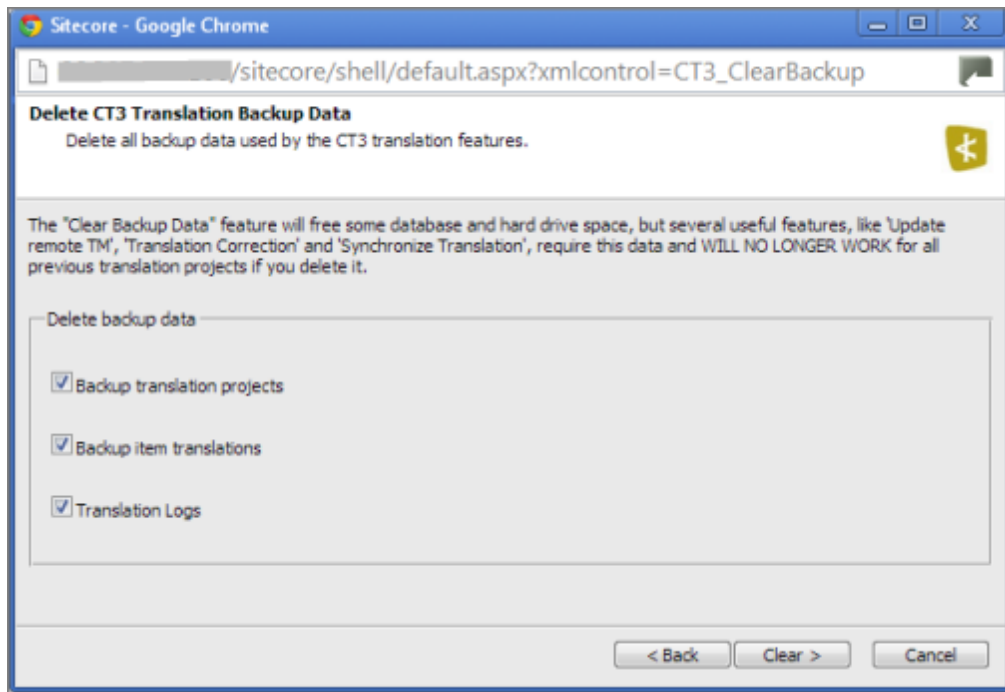 Sitecore - Google Chrome
/sitecore/shell/default.aspx?xmlcontrol=CT3_ClearBackup
Delete CT3 Translation Backup Data
Delete all backup data used by the CT3 translation features.
The "Clear Backup Data" feature will free some database and hard drive space, but several useful features, like 'Update
remote TM', 'Translation Correction' and 'Synchronize Translation', require this data and WILL NO LONGER WORK for all
previous translation projects if you delete it.
Delete backup data
Backup translation projects
Backup item translations
Translation Logs
< Back Clear > Cancel